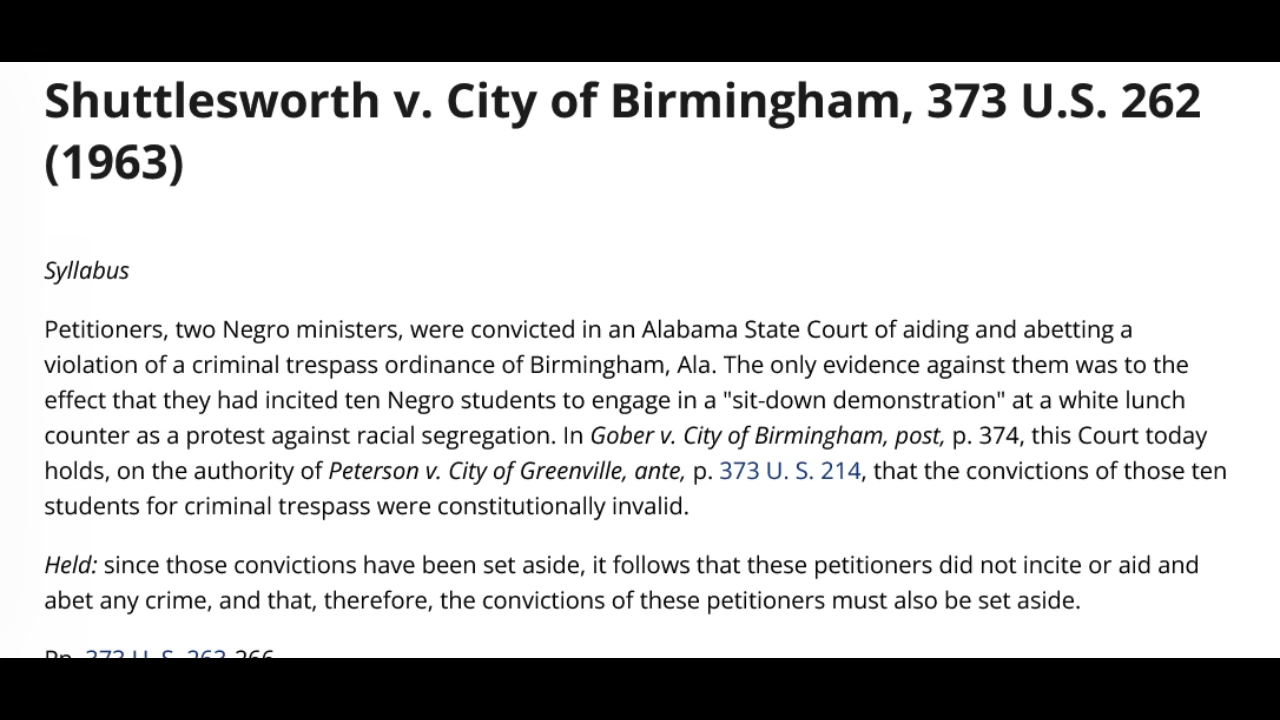 Shuttlesworth v. City of Birmingham, 373 U.S. 262
(1963)
Syllabus
Petitioners, two Negro ministers, were convicted in an Alabama State Court of aiding and abetting a
violation of a criminal trespass ordinance of Birmingham, Ala. The only evidence against them was to the
effect that they had incited ten Negro students to engage in a "sit-down demonstration" at a white lunch
counter as a protest against racial segregation. In Gober v. City of Birmingham, post, p. 374, this Court today
holds, on the authority of Peterson v. City of Greenville, ante, p. 373 U. S. 214, that the convictions of those ten
students for criminal trespass were constitutionally invalid.
Held: since those convictions have been set aside, it follows that these petitioners did not incite or aid and
abet any crime, and that, therefore, the convictions of these petitioners must also be set aside.
Pp. 373 U. S. 263-266